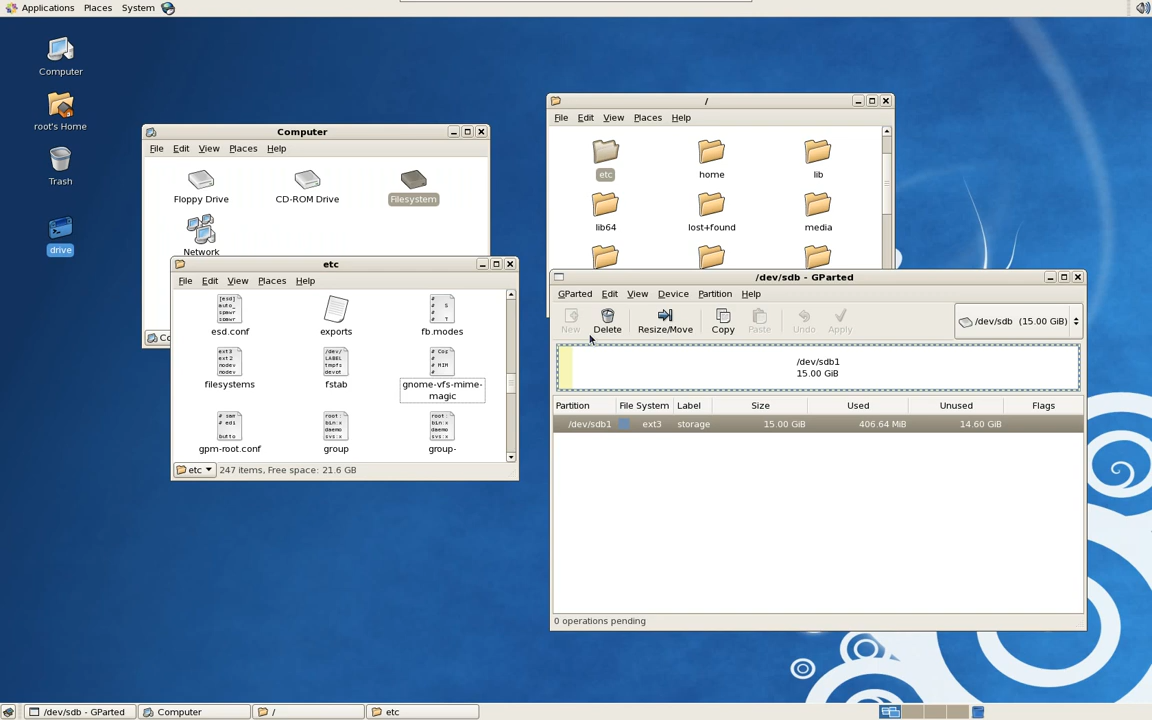 Applications Places System
Computer
root's Home
Trash
drive
Computer
File Edit View Places Help
Floppy Drive CD-ROM Drive Filesystem
Network
Co
/
File Edit View Places Help
etc home lib
lib64 lost+found media
etc
File Edit View Places Help
esd.conf exports fb.modes
filesystems fstab gnome-vfs-mime-
magic
gpm-root.conf group group-
etc 247 items, Free space: 21.6 GB
/dev/sdb - GParted
GParted Edit View Device Partition Help
New Delete Resize/Move Copy Paste Undo Apply /dev/sdb (15.00 GiB)
/dev/sdb1
15.00 GiB
Partition File System Label Size Used Unused Flags
/dev/sdb1 ext3 storage 15.00 GiB 406.64 MiB 14.60 GiB
0 operations pending
/dev/sdb - GParted Computer / etc